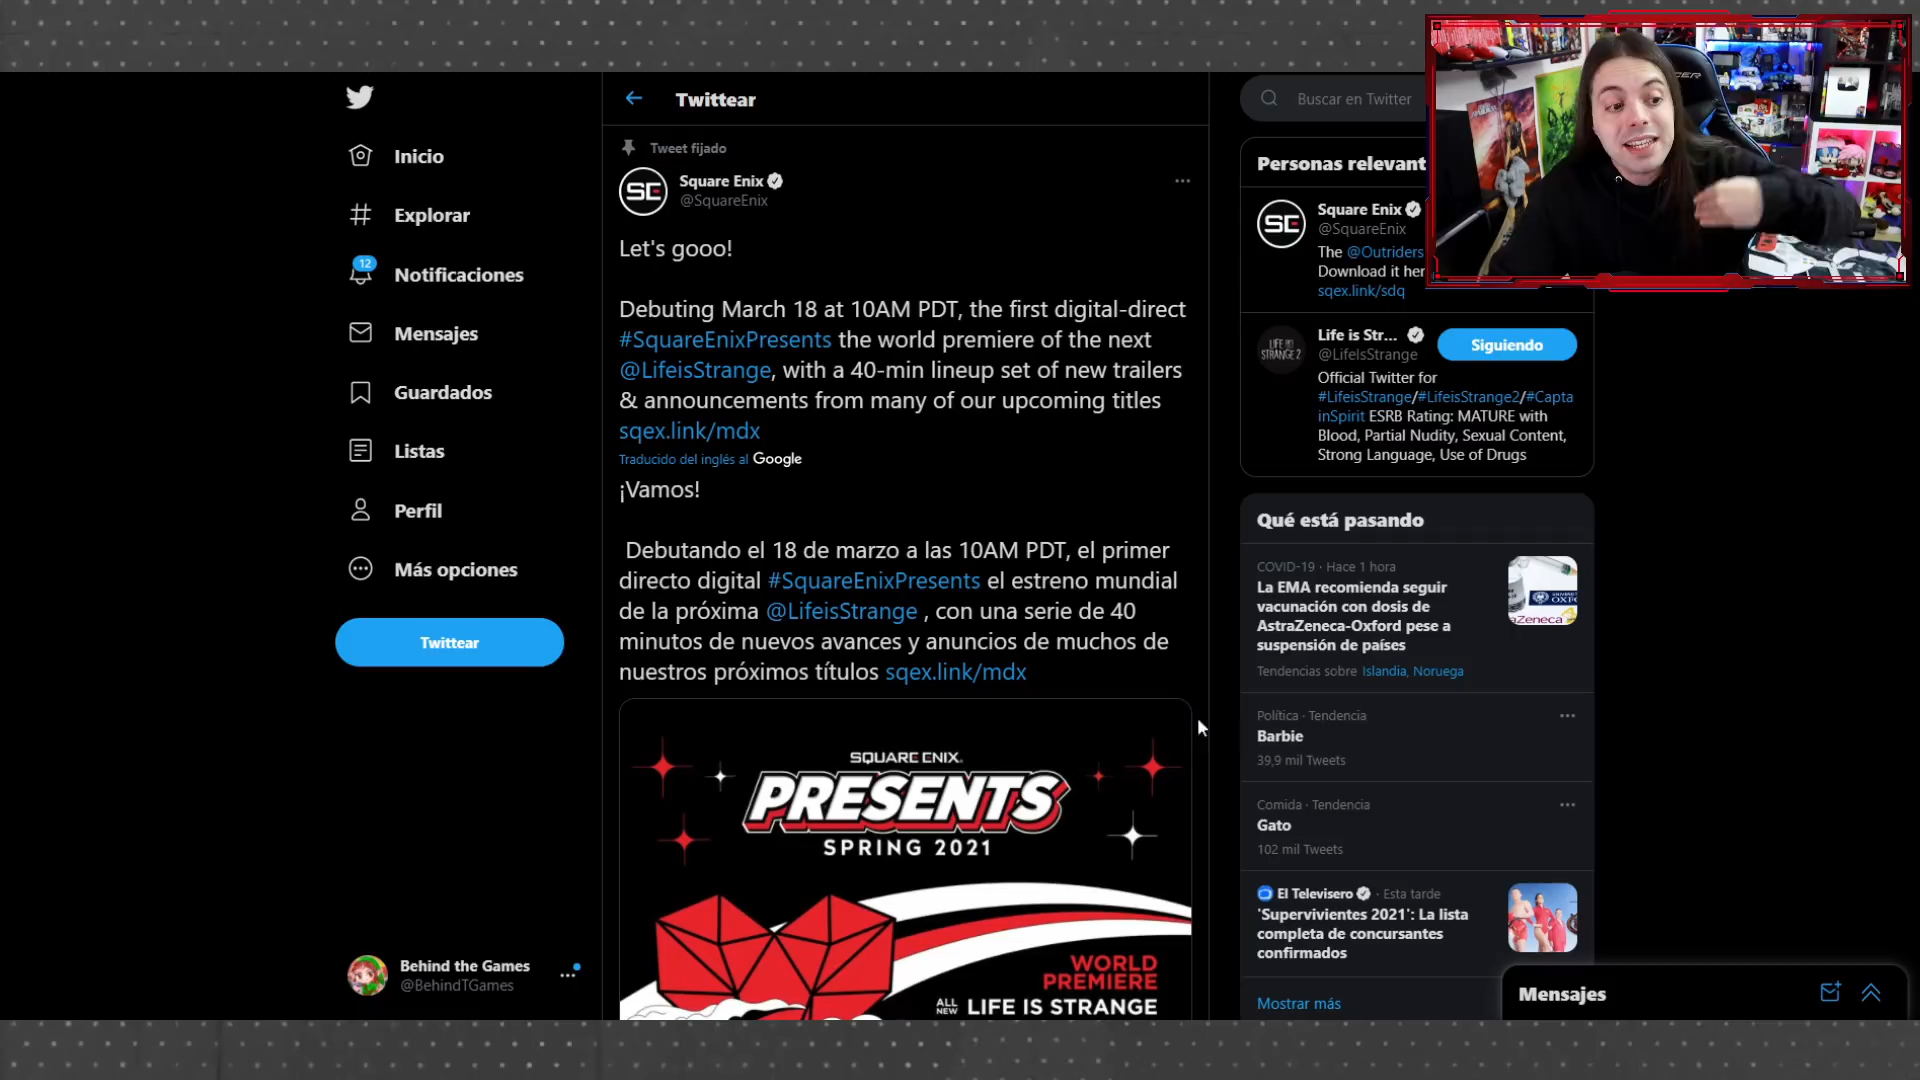 Inicio
Explorar
12
Notificaciones
Mensajes
Guardados
Listas
Perfil
Más opciones
Twittear
Behind the Games
@BehindTGames
Twittear
Tweet fijado
SE
Square Enix
@SquareEnix
Let's gooo!
Debuting March 18 at 10AM PDT, the first digital-direct
#SquareEnixPresents the world premiere of the next
@LifeisStrange, with a 40-min lineup set of new trailers
& announcements from many of our upcoming titles
sqex.link/mdx
Traducido del inglés al Google
¡Vamos!
Debutando el 18 de marzo a las 10AM PDT, el primer
directo digital #SquareEnixPresents el estreno mundial
de la próxima @LifeisStrange , con una serie de 40
minutos de nuevos avances y anuncios de muchos de
nuestros próximos títulos sqex.link/mdx
SQUARE ENIX.
PRESENTS
SPRING 2021
WORLD
PREMIERE
ALL NEW LIFE IS STRANGE
Buscar en Twitter
Personas relevant
SE
Square Enix
@SquareEnix
The @Outriders
Download it her
sqex.link/sdq
LIFE IS STRANGE 2
Life is Str...
@LifeIsStrange
Siguiendo
Official Twitter for
#LifeisStrange/#LifeisStrange2/#Capta
inSpirit ESRB Rating: MATURE with
Blood, Partial Nudity, Sexual Content,
Strong Language, Use of Drugs
Qué está pasando
COVID-19 · Hace 1 hora
La EMA recomienda seguir
vacunación con dosis de
AstraZeneca-Oxford pese a
suspensión de países
Tendencias sobre Islandia, Noruega
Política · Tendencia
Barbie
39,9 mil Tweets
Comida · Tendencia
Gato
102 mil Tweets
El Televisero · Esta tarde
'Supervivientes 2021': La lista
completa de concursantes
confirmados
Mostrar más
Mensajes